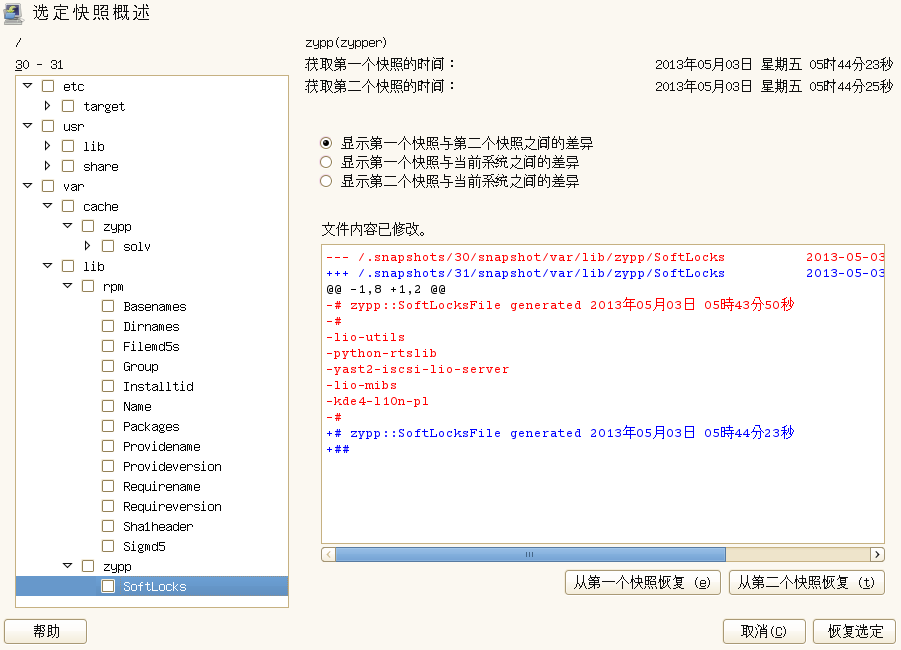 选定快照概述
/
30 - 31
etc
target
usr
lib
share
var
cache
zypp
solv
lib
rpm
Basenames
Dirnames
Filemd5s
Group
Installtid
Name
Packages
Providename
Provideversion
Requirename
Requireversion
Sha1header
Sigmd5
zypp
SoftLocks
zypp(zypper)
获取第一个快照的时间： 2013年05月03日 星期五 05时44分23秒
获取第二个快照的时间： 2013年05月03日 星期五 05时44分25秒
显示第一个快照与第二个快照之间的差异
显示第一个快照与当前系统之间的差异
显示第二个快照与当前系统之间的差异
文件内容已修改。
--- /.snapshots/30/snapshot/var/lib/zypp/SoftLocks 2013-05-03
+++ /.snapshots/31/snapshot/var/lib/zypp/SoftLocks 2013-05-03
@@ -1,8 +1,2 @@
-# zypp::SoftLocksFile generated 2013年05月03日 05時43分50秒
-#
-lio-utils
-python-rtslib
-yast2-iscsi-lio-server
-lio-mibs
-kde4-l10n-pl
-#
+# zypp::SoftLocksFile generated 2013年05月03日 05時44分23秒
+##
从第一个快照恢复 (e)
从第二个快照恢复 (t)
帮助
取消(C)
恢复选定